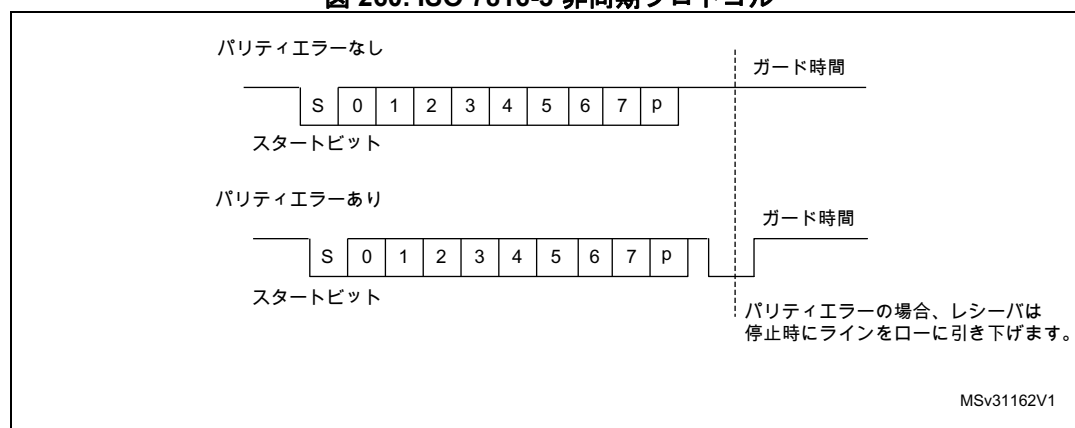 図 260. ISO 7816-3 非同期プロトコル
パリティエラーなし
ガード時間
S 0 1 2 3 4 5 6 7 p
スタートビット
パリティエラーあり
ガード時間
S 0 1 2 3 4 5 6 7 p
スタートビット
パリティエラーの場合、レシーバは
停止時にラインをローに引き下げます。
MSv31162V1